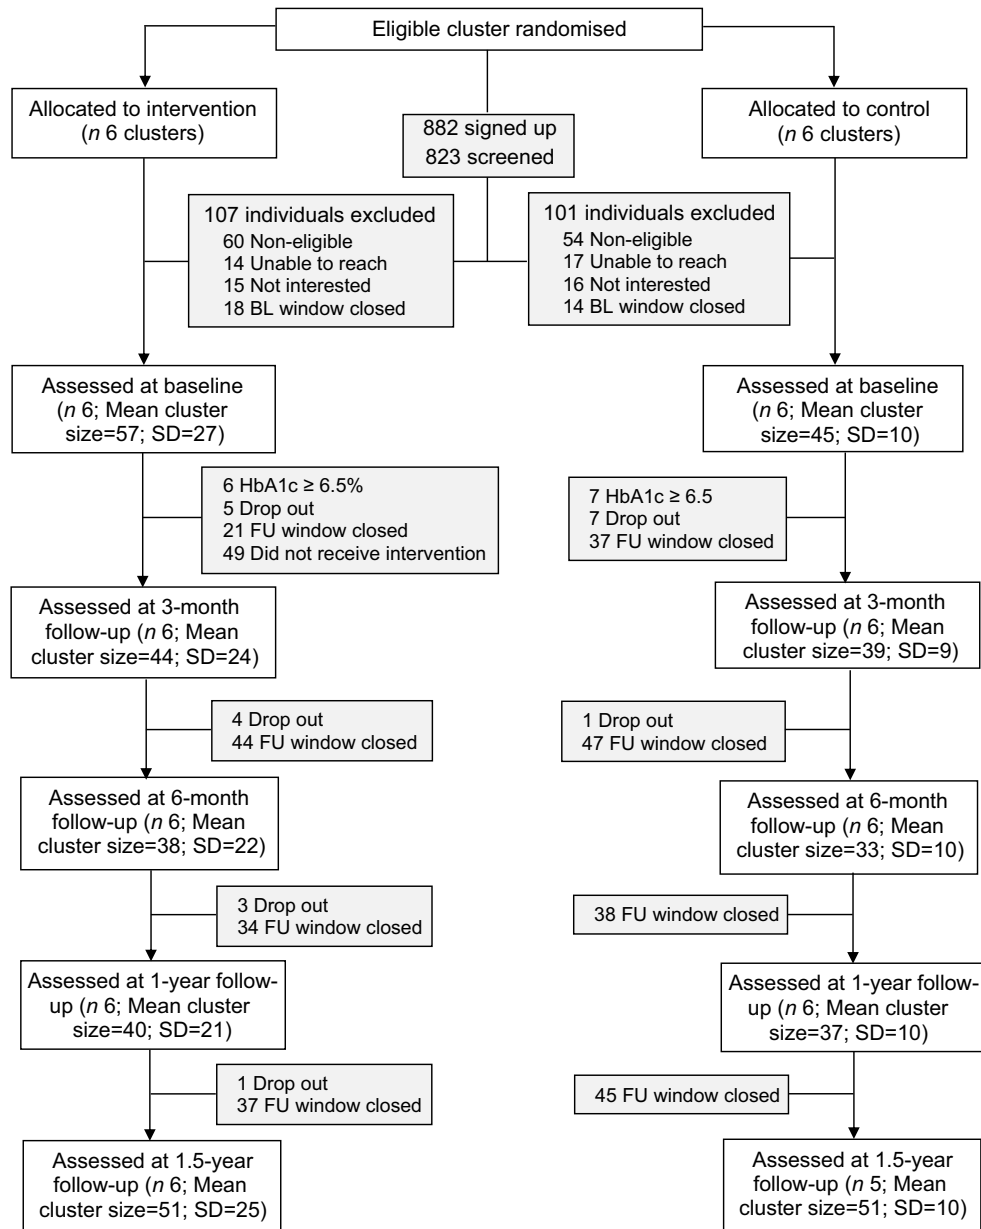 Eligible cluster randomised
Allocated to intervention
(n 6 clusters)
882 signed up
823 screened
Allocated to control
(n 6 clusters)
107 individuals excluded
60 Non-eligible
14 Unable to reach
15 Not interested
18 BL window closed
101 individuals excluded
54 Non-eligible
17 Unable to reach
16 Not interested
14 BL window closed
Assessed at baseline
(n 6; Mean cluster
size=57; SD=27)
Assessed at baseline
(n 6; Mean cluster
size=45; SD=10)
6 HbA1c ≥ 6.5%
5 Drop out
21 FU window closed
49 Did not receive intervention
7 HbA1c ≥ 6.5
7 Drop out
37 FU window closed
Assessed at 3-month
follow-up (n 6; Mean
cluster size=44; SD=24)
Assessed at 3-month
follow-up (n 6; Mean
cluster size=39; SD=9)
4 Drop out
44 FU window closed
1 Drop out
47 FU window closed
Assessed at 6-month
follow-up (n 6; Mean
cluster size=38; SD=22)
Assessed at 6-month
follow-up (n 6; Mean
cluster size=33; SD=10)
3 Drop out
34 FU window closed
38 FU window closed
Assessed at 1-year follow-
up (n 6; Mean cluster
size=40; SD=21)
Assessed at 1-year follow-
up (n 6; Mean cluster
size=37; SD=10)
1 Drop out
37 FU window closed
45 FU window closed
Assessed at 1.5-year
follow-up (n 6; Mean
cluster size=51; SD=25)
Assessed at 1.5-year
follow-up (n 5; Mean
cluster size=51; SD=10)